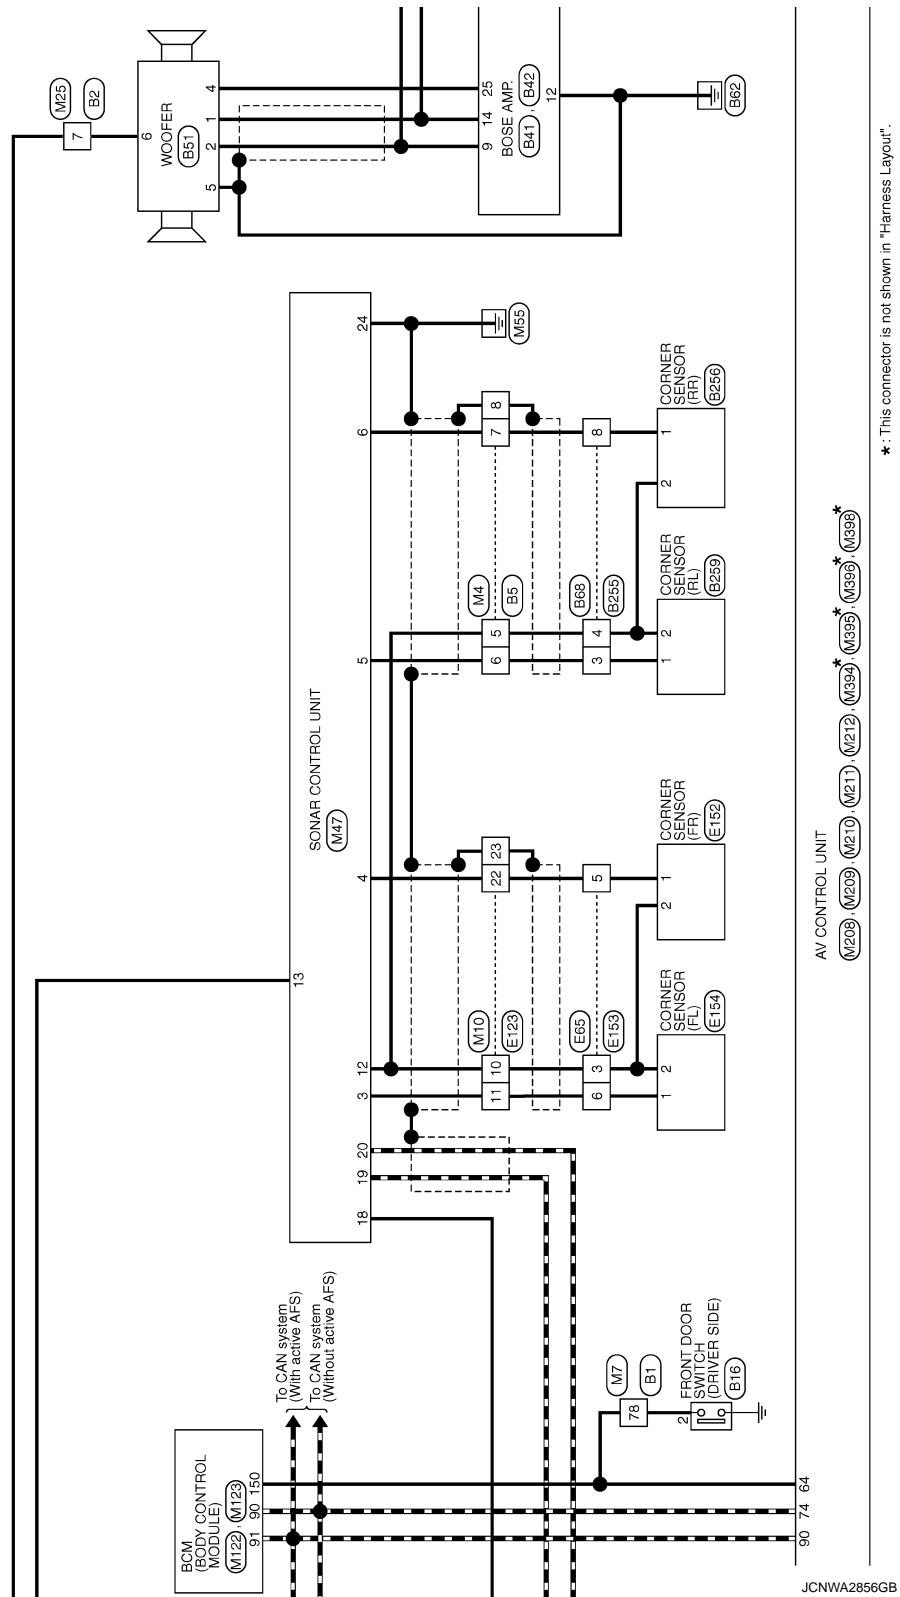 M25
B2
7
6
WOOFER
B51
4
1
2
5
25
14
9
BOSE AMP.
B41 , B42
12
B62
SONAR CONTROL UNIT
M47
24
6
5
4
13
12
3
20
19
18
M55
8
7
8
CORNER
SENSOR
(RR)
B256
1
2
M4
B5
B68
B255
5
6
4
3
CORNER
SENSOR
(RL)
B259
2
1
23
22
5
CORNER
SENSOR
(FR)
E152
1
2
M10
E123
E65
E153
10
11
3
6
CORNER
SENSOR
(FL)
E154
2
1
To CAN system
(With active AFS)
To CAN system
(Without active AFS)
BCM
(BODY CONTROL
MODULE)
M122 , M123
150
90
91
M7
B1
78
2
FRONT DOOR
SWITCH
(DRIVER SIDE)
B16
64
74
90
AV CONTROL UNIT
M208 , M209 , M210 , M211 , M212 , M394* , M395* , M396* , M398*
* : This connector is not shown in "Harness Layout".
JCNWA2856GB